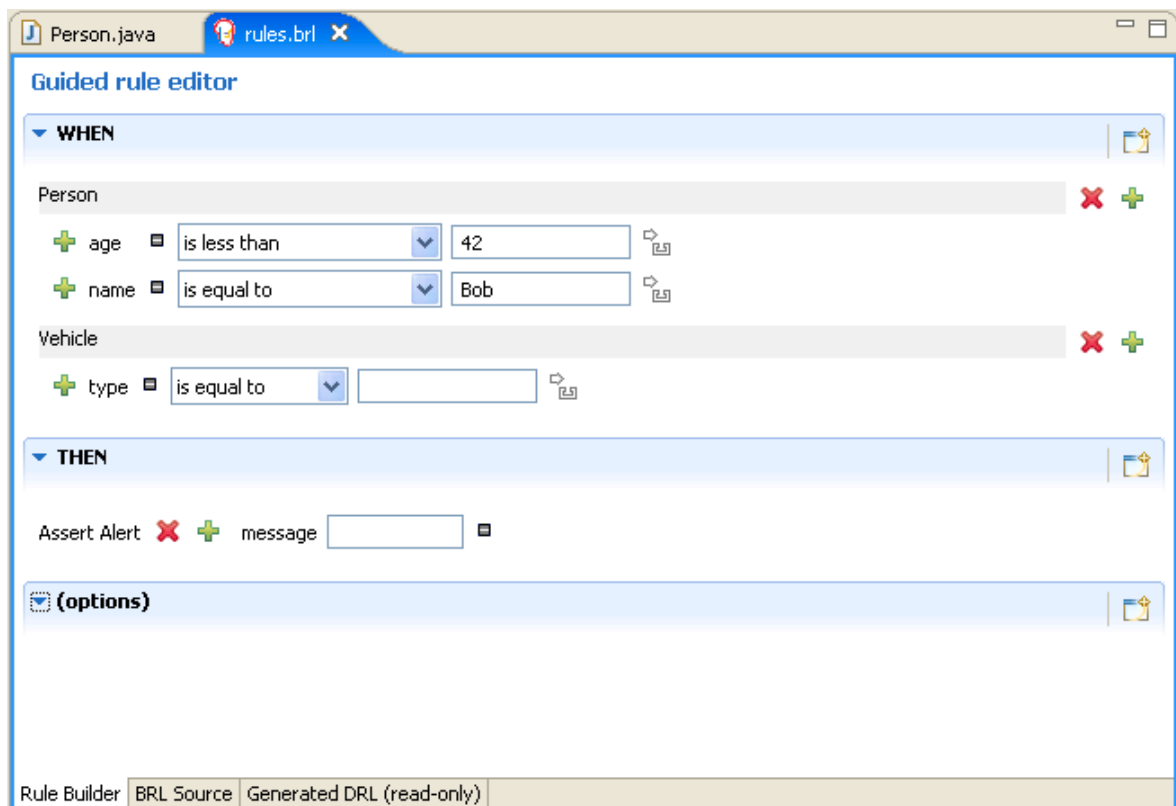 Person.java rules.brl
Guided rule editor
WHEN
Person
age is less than 42
name is equal to Bob
Vehicle
type is equal to
THEN
Assert Alert message
(options)
Rule Builder BRL Source Generated DRL (read-only)